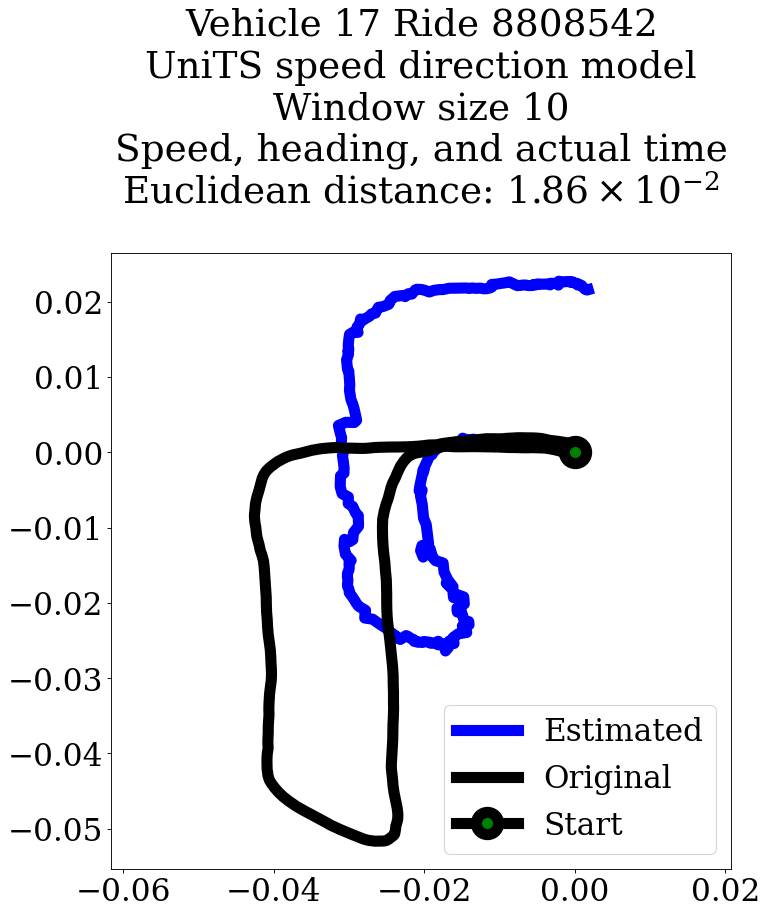 Vehicle 17 Ride 8808542
UniTS speed direction model
Window size 10
Speed, heading, and actual time
Euclidean distance: 1.86 × 10⁻²
0.02
0.01
0.00
−0.01
−0.02
−0.03
−0.04
−0.05
Estimated
Original
Start
−0.06 −0.04 −0.02 0.00 0.02